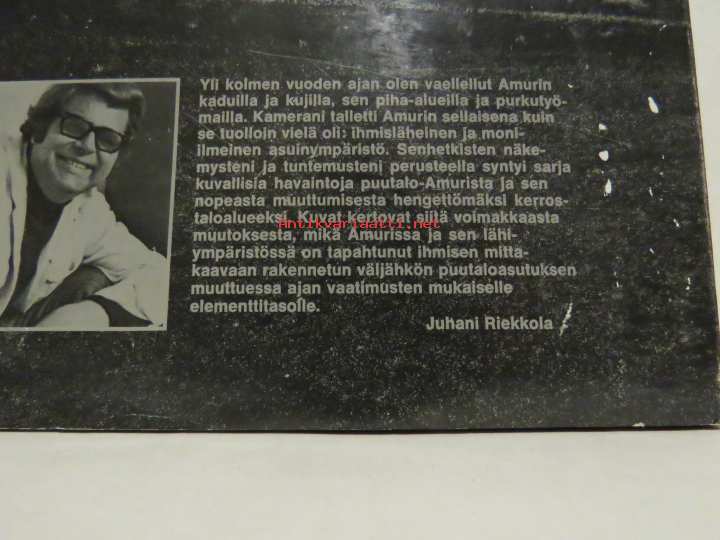 Yli kolmen vuoden ajan olen vaellellut Amurin
kaduilla ja kujilla, sen piha-alueilla ja purkutyö-
mailla. Kamerani talletti Amurin sellaisena kuin
se tuolloin vielä oli: ihmisläheinen ja moni-
ilmeinen asuinympäristö. Senhetkisten näke-
mysteni ja tuntemusteni perusteella syntyi sarja
kuvallisia havaintoja puutalo-Amurista ja sen
nopeasta muuttumisesta hengettömäksi kerros-
taloalueeksi. Kuvat kertovat siitä voimakkaasta
Antikvariaatti.net
muutoksesta, mikä Amurissa ja sen lähi-
ympäristössä on tapahtunut ihmisen mitta-
kaavaan rakennetun väljähkön puutaloasutuksen
muuttuessa ajan vaatimusten mukaiselle
elementtitasolle.
Juhani Riekkola